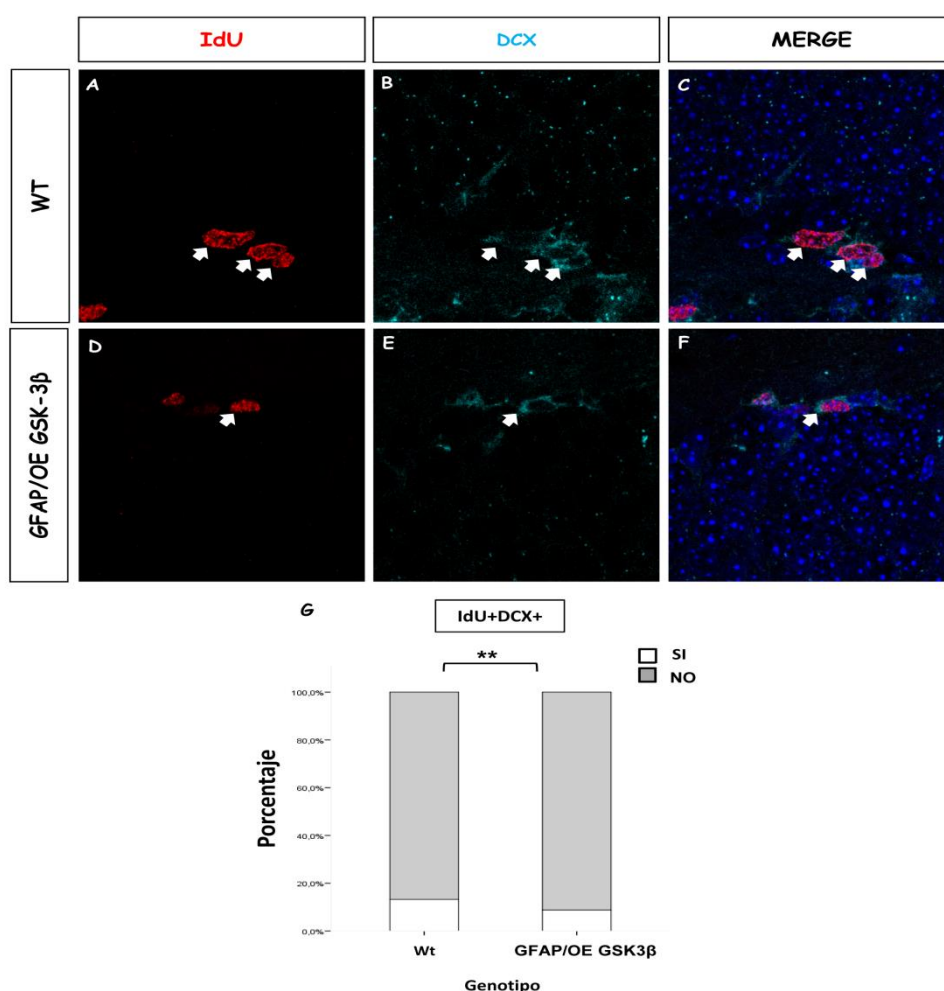 IdU
DCX
MERGE
WT
A
B
C
GFAP/OE GSK-3β
D
E
F
G
IdU+DCX+
**
SI
NO
Porcentaje
100,0%
80,0%
60,0%
40,0%
20,0%
0,0%
Wt
GFAP/OE GSK3β
Genotipo